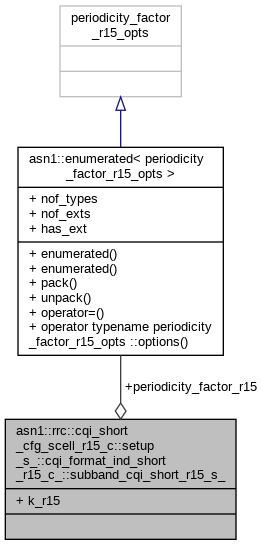 periodicity_factor
_r15_opts
asn1::enumerated< periodicity
_factor_r15_opts >
+ nof_types
+ nof_exts
+ has_ext
+ enumerated()
+ enumerated()
+ pack()
+ unpack()
+ operator=()
+ operator typename periodicity
_factor_r15_opts ::options()
+periodicity_factor_r15
asn1::rrc::cqi_short
_cfg_scell_r15_c::setup
_s_::cqi_format_ind_short
_r15_c_::subband_cqi_short_r15_s_
+ k_r15